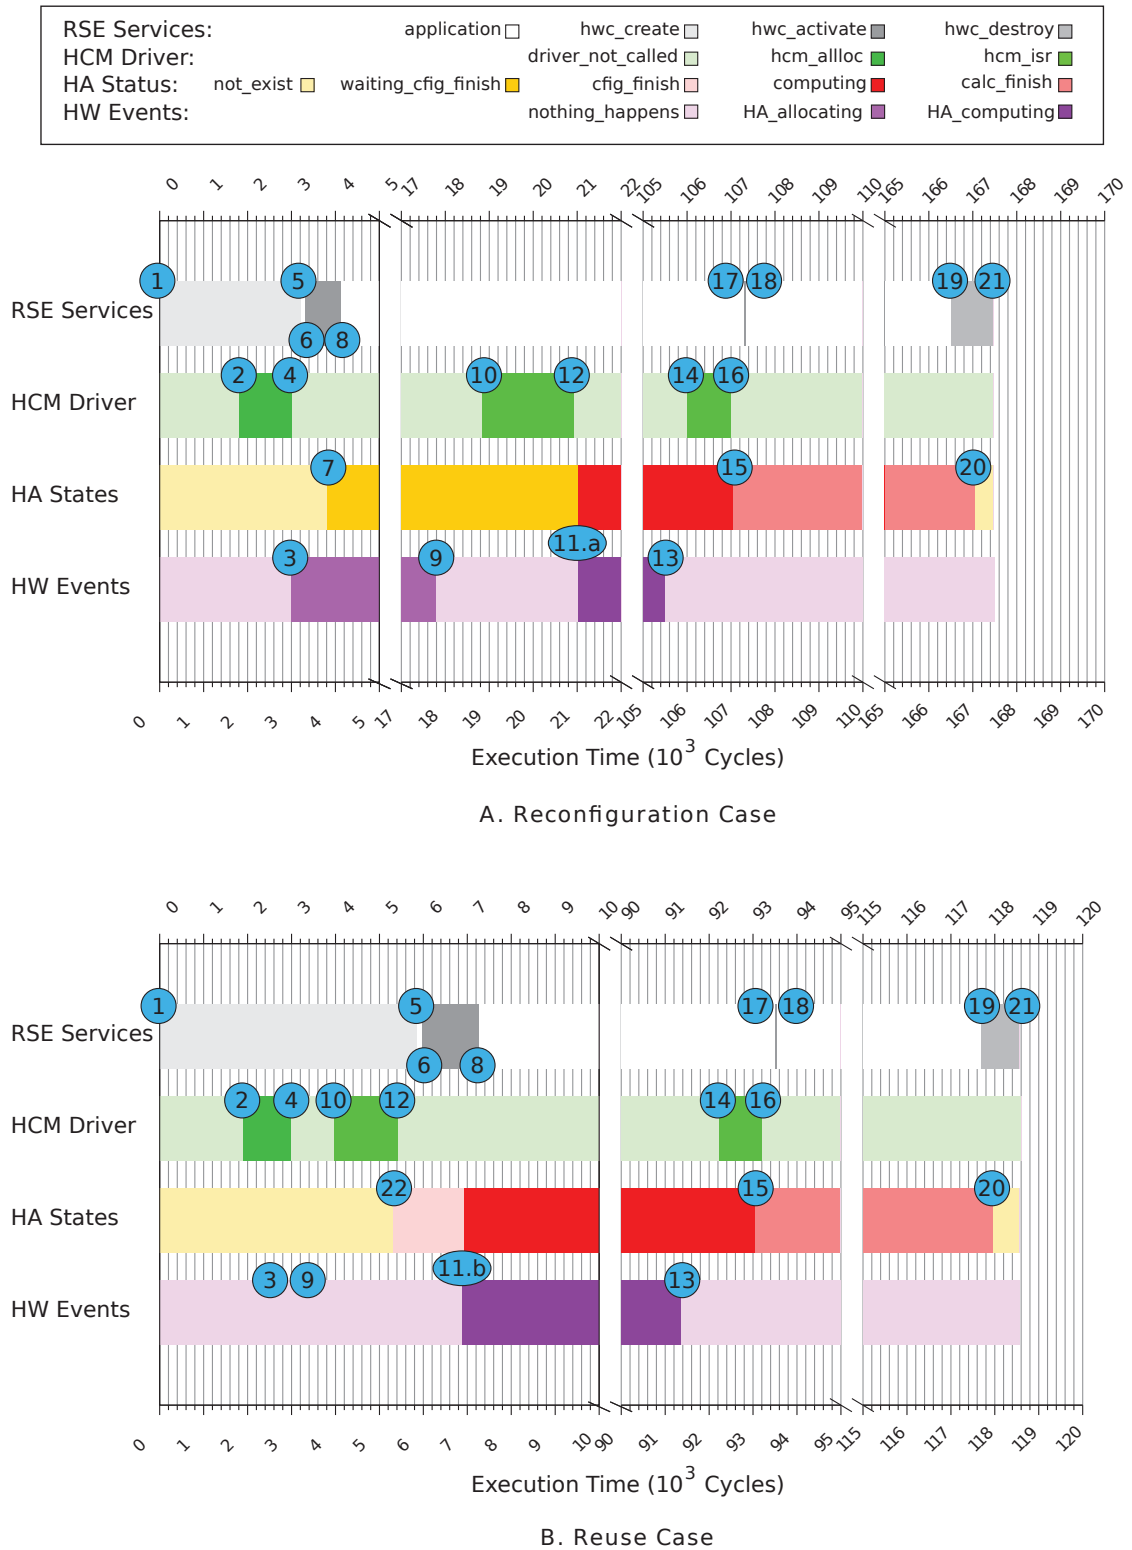 RSE Services: application hwc_create hwc_activate hwc_destroy
HCM Driver: driver_not_called hcm_allloc hcm_isr
HA Status: not_exist waiting_cfig_finish cfig_finish computing calc_finish
HW Events: nothing_happens HA_allocating HA_computing
0 1 2 3 4 5 17 18 19 20 21 22 105 106 107 108 109 110 165 166 167 168 169 170
1 5 17 18 19 21
RSE Services
6 8
2 4 10 12 14 16
HCM Driver
7 15 20
HA States
11.a
3 9 13
HW Events
0 1 2 3 4 5 17 18 19 20 21 22 105 106 107 108 109 110 165 166 167 168 169 170
Execution Time (10³ Cycles)
A. Reconfiguration Case
0 1 2 3 4 5 6 7 8 9 10 90 91 92 93 94 95 115 116 117 118 119 120
1 5 17 18 19 21
RSE Services
6 8
2 4 10 12 14 16
HCM Driver
22 15 20
HA States
11.b
3 9 13
HW Events
0 1 2 3 4 5 6 7 8 9 10 90 91 92 93 94 95 115 116 117 118 119 120
Execution Time (10³ Cycles)
B. Reuse Case